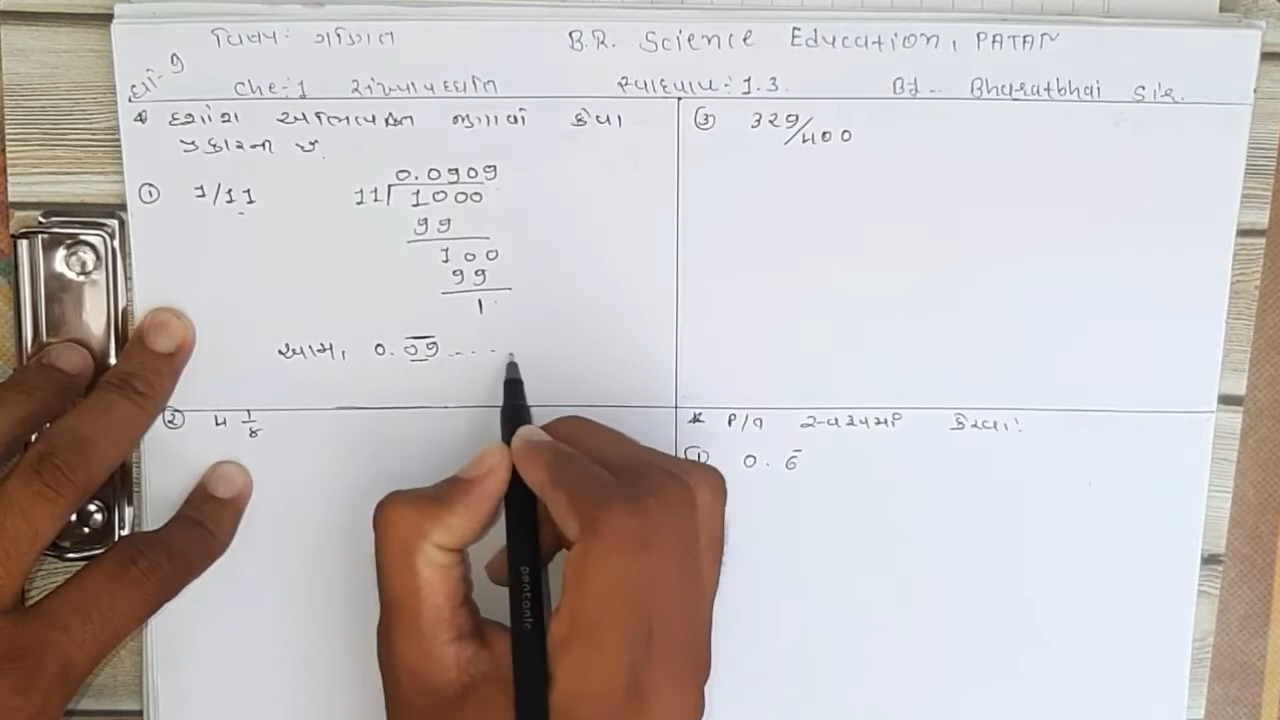 વિષય: ગણિત B.R. Science Education, PATAN
ધો-9 Che:1 સંખ્યાપદ્ધતિ સ્વાધ્યાય: 1.3. By- Bharatbhai Sir.
* દશાંશ અભિવ્યક્તિ જણાવો કેવા
પ્રકારની છે.
① 1/11
0.0909
11 1000
99
100
99
1
આમ, 0.09....
② 4 1/8
③ 329/400
* P/q સ્વરૂપમાં ફેરવો:
① 0.6̅
pentonic